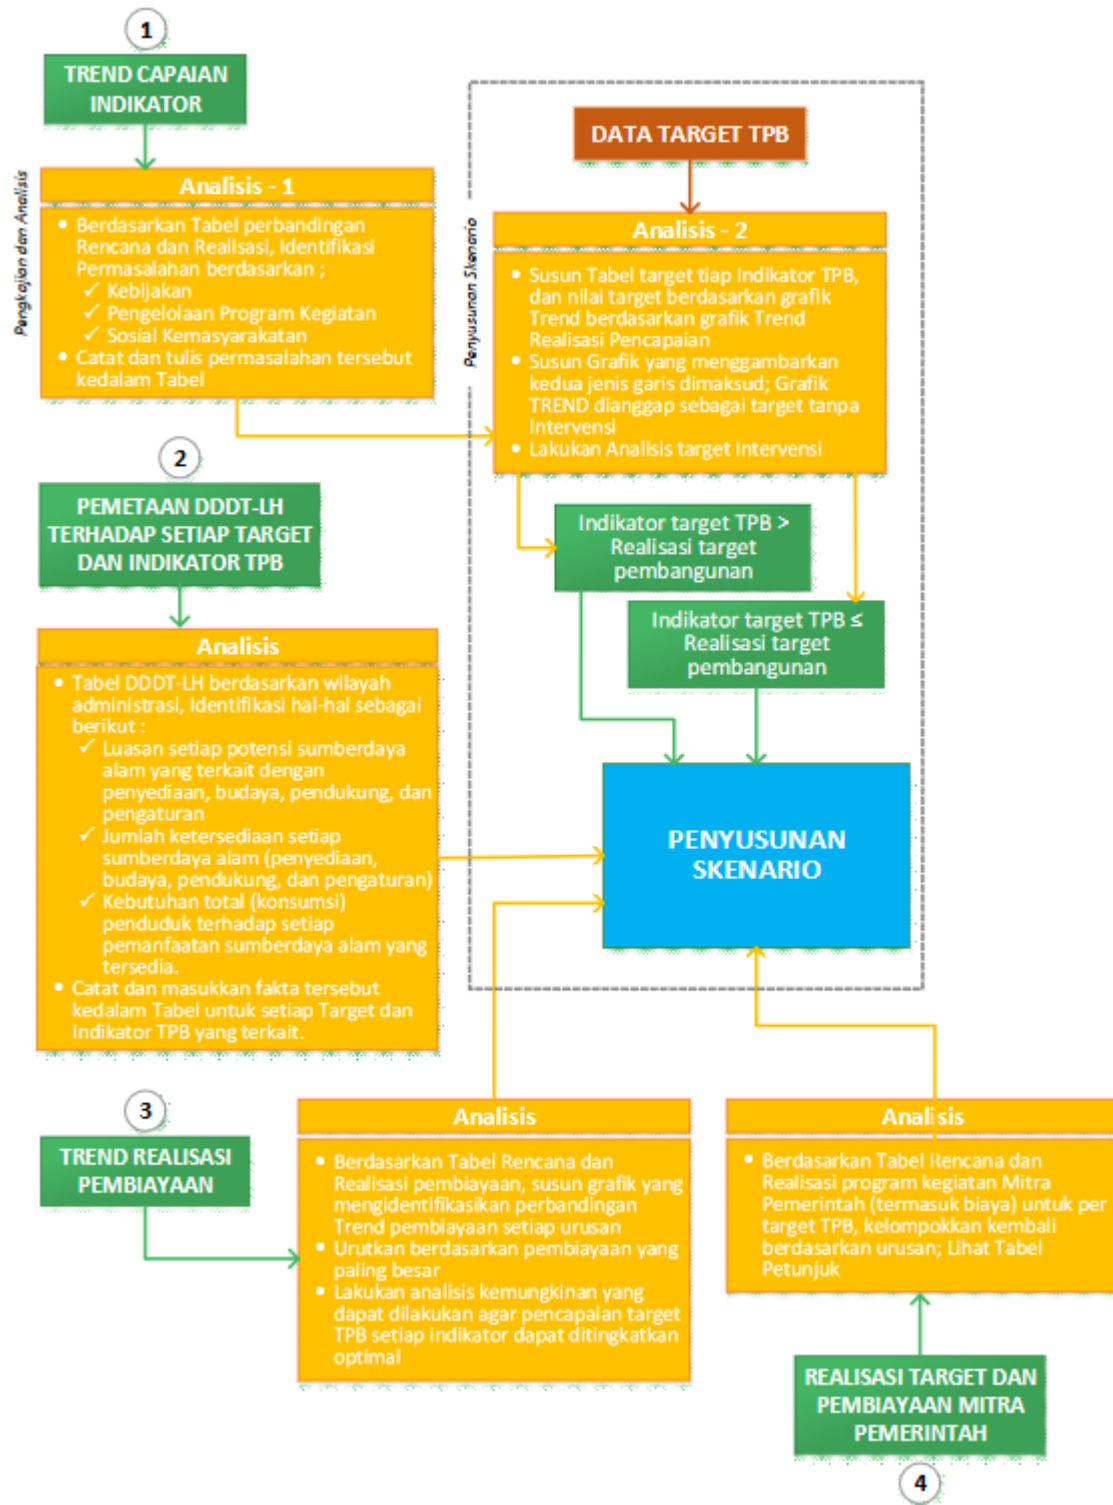 1
TREND CAPAIAN
INDIKATOR
Pengkajian dan Analisis
Analisis - 1
• Berdasarkan Tabel perbandingan
Rencana dan Realisasi, Identifikasi
Permasalahan berdasarkan ;
✓ Kebijakan
✓ Pengelolaan Program Kegiatan
✓ Sosial Kemasyarakatan
• Catat dan tulis permasalahan tersebut
kedalam Tabel
Penyusunan Skenario
DATA TARGET TPB
Analisis - 2
• Susun Tabel target tiap Indikator TPB,
dan nilai target berdasarkan grafik
Trend berdasarkan grafik Trend
Realisasi Pencapaian
• Susun Grafik yang menggambarkan
kedua jenis garis dimaksud; Grafik
TREND dianggap sebagai target tanpa
Intervensi
• Lakukan Analisis target Intervensi
Indikator target TPB >
Realisasi target
pembangunan
Indikator target TPB ≤
Realisasi target
pembangunan
PENYUSUNAN
SKENARIO
2
PEMETAAN DDDT-LH
TERHADAP SETIAP TARGET
DAN INDIKATOR TPB
Analisis
• Tabel DDDT-LH berdasarkan wilayah
administrasi, Identifikasi hal-hal sebagai
berikut :
✓ Luasan setiap potensi sumberdaya
alam yang terkait dengan
penyediaan, budaya, pendukung, dan
pengaturan
✓ Jumlah ketersediaan setiap
sumberdaya alam (penyediaan,
budaya, pendukung, dan pengaturan)
✓ Kebutuhan total (konsumsi)
penduduk terhadap setiap
pemanfaatan sumberdaya alam yang
tersedia.
• Catat dan masukkan fakta tersebut
kedalam Tabel untuk setiap Target dan
Indikator TPB yang terkait.
3
TREND REALISASI
PEMBIAYAAN
Analisis
• Berdasarkan Tabel Rencana dan
Realisasi pembiayaan, susun grafik yang
mengidentifikasikan perbandingan
Trend pembiayaan setiap urusan
• Urutkan berdasarkan pembiayaan yang
paling besar
• Lakukan analisis kemungkinan yang
dapat dilakukan agar pencapaian target
TPB setiap indikator dapat ditingkatkan
optimal
Analisis
• Berdasarkan Tabel Rencana dan
Realisasi program kegiatan Mitra
Pemerintah (termasuk biaya) untuk per
target TPB, kelompokkan kembali
berdasarkan urusan; Lihat Tabel
Petunjuk
REALISASI TARGET DAN
PEMBIAYAAN MITRA
PEMERINTAH
4